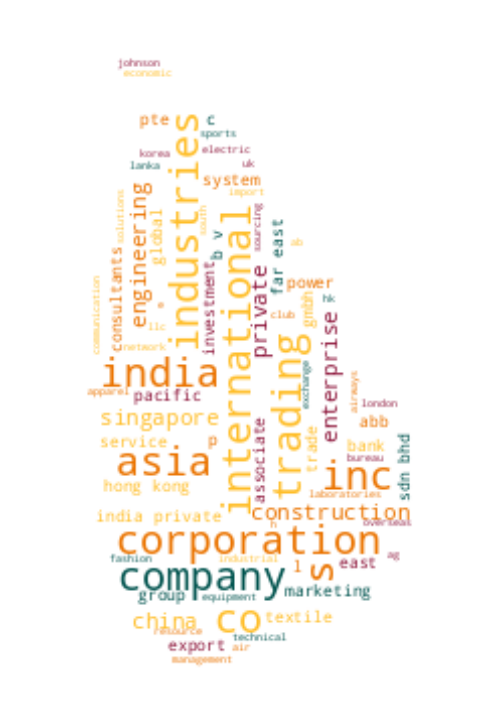 johnson
economic
pte
c
industries
sports
korea
electric
lanka
uk
system
import
engineering
solutions
global
south
sourcing
international
b v
far east
ab
consultants
investment
private
communication
power
gmbh
hk
e
club
llc
enterprise
trading
network
exchange
india
airways
apparel
pacific
london
singapore
associate
abb
trade
service
p
bank
sdn bhd
asia
bureau
inc
hong kong
laboratories
india private
construction
h
overseas
corporation
ag
fashion
industrial
l
s
east
company
group
equipment
marketing
china
co
textile
resource
technical
export
air
management